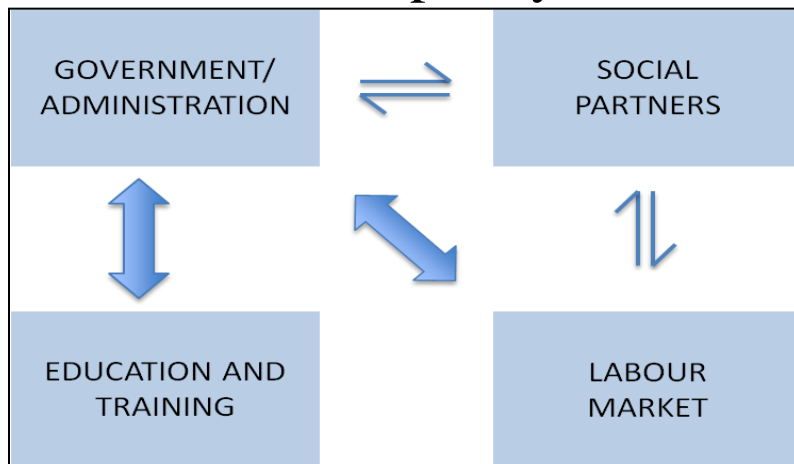 GOVERNMENT/
ADMINISTRATION
SOCIAL
PARTNERS
EDUCATION AND
TRAINING
LABOUR
MARKET